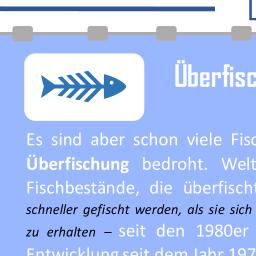 Überfisc
Es sind aber schon viele Fisc
Überfischung bedroht. Welt
Fischbestände, die überfischt
schneller gefischt werden, als sie sich
zu erhalten – seit den 1980er
Entwicklung seit dem Jahr 197